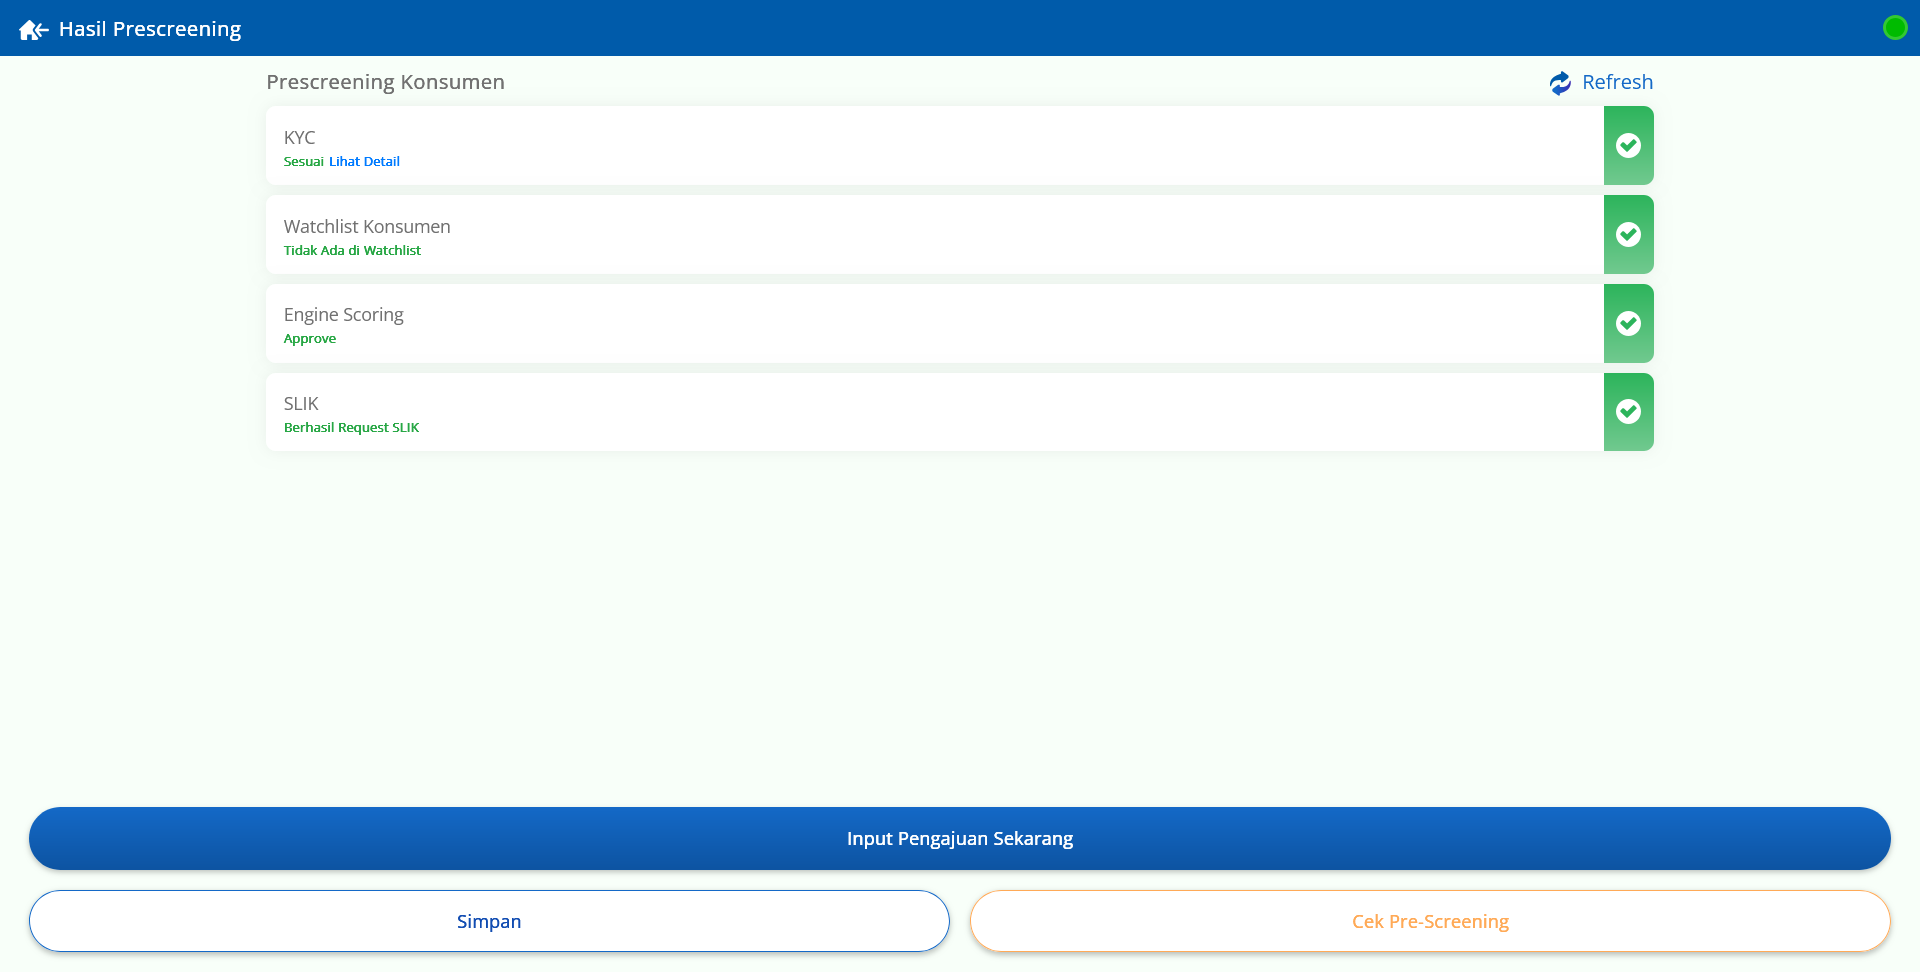 Hasil Prescreening
Prescreening Konsumen
Refresh
KYC
Sesuai Lihat Detail
Watchlist Konsumen
Tidak Ada di Watchlist
Engine Scoring
Approve
SLIK
Berhasil Request SLIK
Input Pengajuan Sekarang
Simpan
Cek Pre-Screening